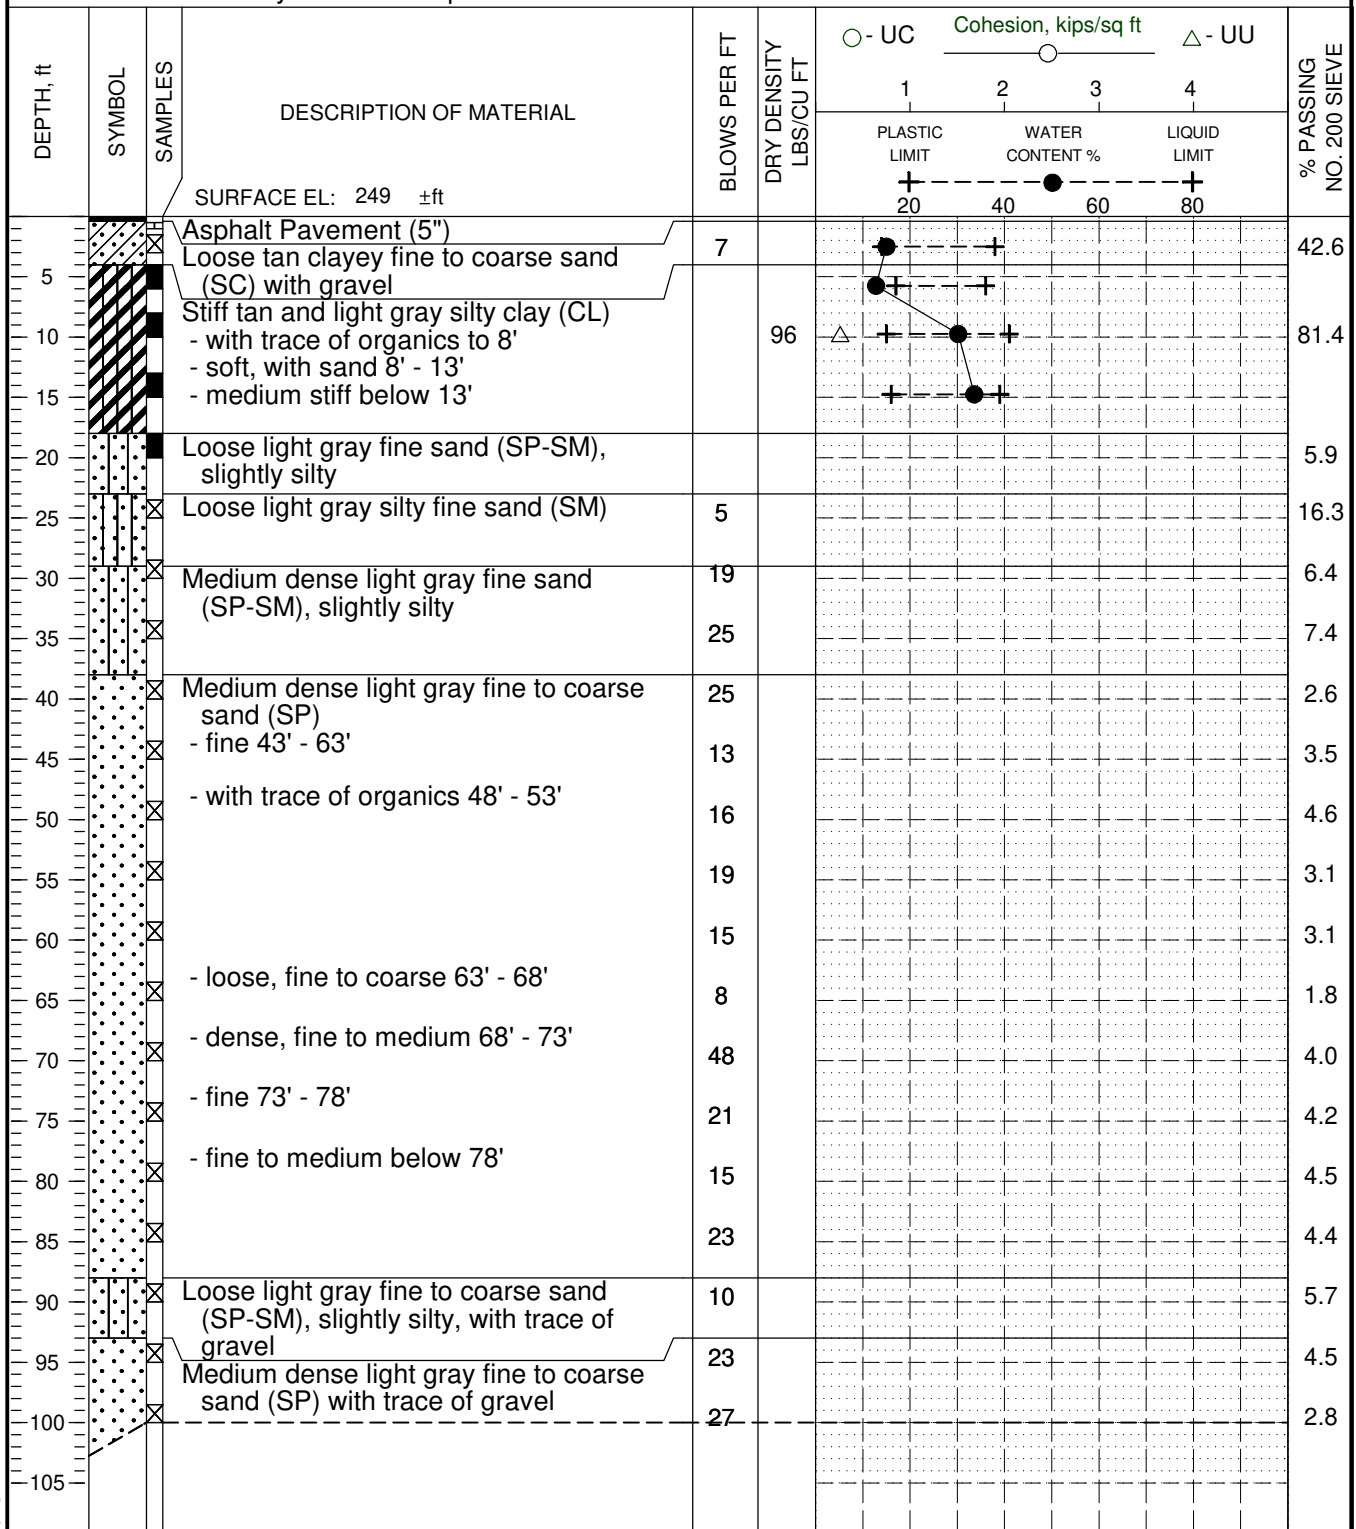 ○ - UC Cohesion, kips/sq ft △ - UU
1 2 3 4
DEPTH, ft
SYMBOL
SAMPLES
DESCRIPTION OF MATERIAL
BLOWS PER FT
DRY DENSITY
LBS/CU FT
PLASTIC WATER LIQUID
LIMIT CONTENT % LIMIT
20 40 60 80
% PASSING
NO. 200 SIEVE
SURFACE EL: 249 ±ft
Asphalt Pavement (5")
7 42.6
Loose tan clayey fine to coarse sand
5
(SC) with gravel
Stiff tan and light gray silty clay (CL)
10 - with trace of organics to 8' 96 81.4
- soft, with sand 8' - 13'
15 - medium stiff below 13'
Loose light gray fine sand (SP-SM), 5.9
20 slightly silty
Loose light gray silty fine sand (SM) 5 16.3
25
30 Medium dense light gray fine sand 19 6.4
(SP-SM), slightly silty
35 25 7.4
Medium dense light gray fine to coarse 25 2.6
40 sand (SP)
- fine 43' - 63'
45 13 3.5
- with trace of organics 48' - 53'
50 16 4.6
55 19 3.1
60 15 3.1
- loose, fine to coarse 63' - 68'
65 8 1.8
- dense, fine to medium 68' - 73'
70 48 4.0
- fine 73' - 78'
75 21 4.2
- fine to medium below 78'
80 15 4.5
85 23 4.4
Loose light gray fine to coarse sand 10 5.7
90 (SP-SM), slightly silty, with trace of
gravel
95 23 4.5
Medium dense light gray fine to coarse
sand (SP) with trace of gravel
100 27 2.8
105